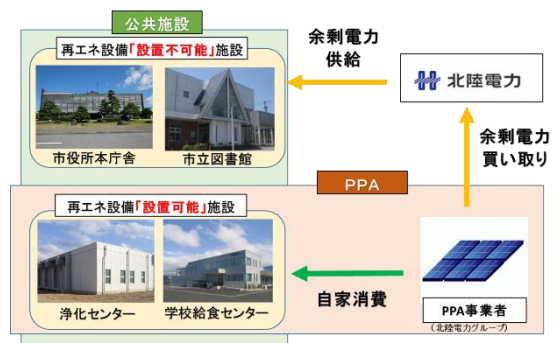 公共施設
再エネ設備「設置不可能」施設
市役所本庁舎
市立図書館
余剰電力
供給
北陸電力
余剰電力
買い取り
PPA
再エネ設備「設置可能」施設
浄化センター
学校給食センター
自家消費
PPA事業者
（北陸電力グループ）